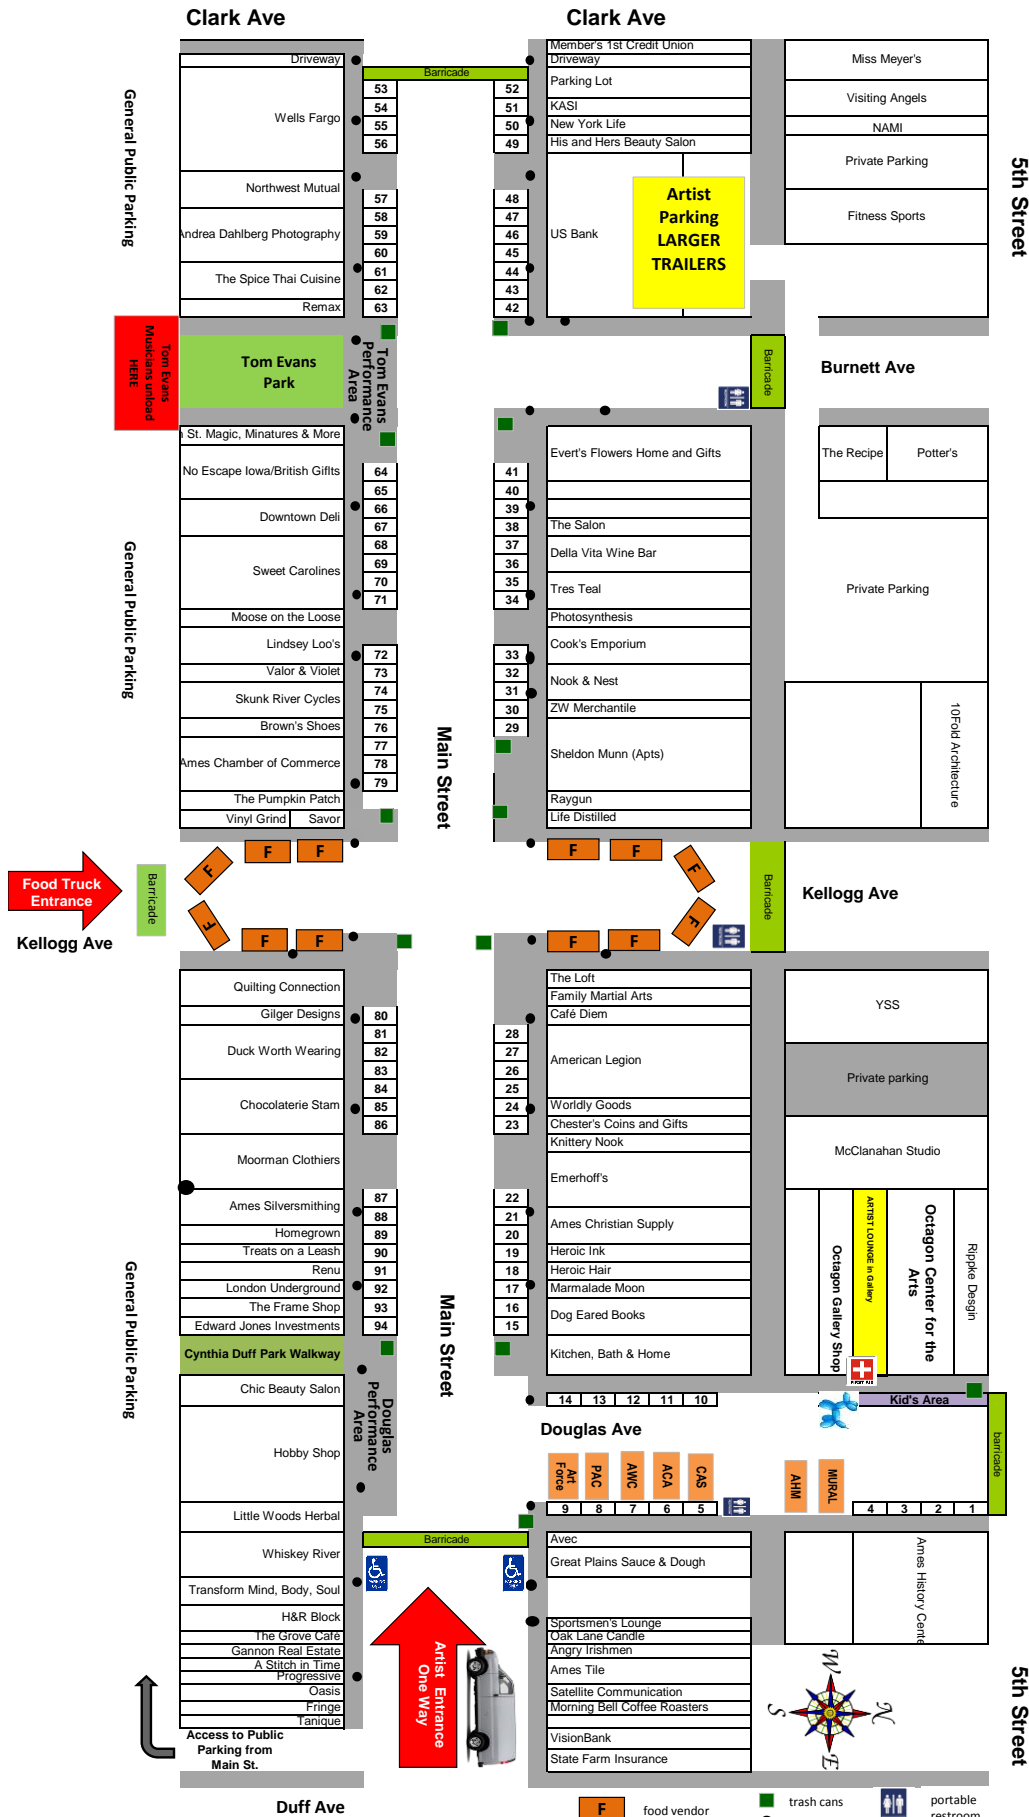 Clark Ave
Clark Ave
Driveway
Wells Fargo
Northwest Mutual
Andrea Dahlberg Photography
The Spice Thai Cuisine
Remax
General Public Parking
Barricade
53
54
55
56
57
58
59
60
61
62
63
52
51
50
49
48
47
46
45
44
43
42
Member's 1st Credit Union
Driveway
Parking Lot
KASI
New York Life
His and Hers Beauty Salon
US Bank
Artist
Parking
LARGER
TRAILERS
Miss Meyer's
Visiting Angels
NAMI
Private Parking
Fitness Sports
5th Street
Tom Evans
Musicians unload
HERE
Tom Evans
Park
Tom Evans
Performance
Area
Barricade
Burnett Ave
St. Magic, Minatures & More
No Escape Iowa/British Giflts
Downtown Deli
Sweet Carolines
Moose on the Loose
Lindsey Loo's
Valor & Violet
Skunk River Cycles
Brown's Shoes
Ames Chamber of Commerce
The Pumpkin Patch
Vinyl Grind
Savor
General Public Parking
64
65
66
67
68
69
70
71
72
73
74
75
76
77
78
79
Main Street
41
40
39
38
37
36
35
34
33
32
31
30
29
Evert's Flowers Home and Gifts
The Salon
Della Vita Wine Bar
Tres Teal
Photosynthesis
Cook's Emporium
Nook & Nest
ZW Merchantile
Sheldon Munn (Apts)
Raygun
Life Distilled
The Recipe
Potter's
Private Parking
10Fold Architecture
F
F
F
F
F
F
F
F
F
F
F
F
Food Truck
Entrance
Barricade
Kellogg Ave
Barricade
Kellogg Ave
Quilting Connection
Gilger Designs
Duck Worth Wearing
Chocolaterie Stam
Moorman Clothiers
Ames Silversmithing
Homegrown
Treats on a Leash
Renu
London Underground
The Frame Shop
Edward Jones Investments
Cynthia Duff Park Walkway
Chic Beauty Salon
Hobby Shop
Little Woods Herbal
Whiskey River
Transform Mind, Body, Soul
H&R Block
The Grove Café
Gannon Real Estate
A Stitch in Time
Progressive
Oasis
Fringe
Tanique
General Public Parking
80
81
82
83
84
85
86
87
88
89
90
91
92
93
94
Main Street
28
27
26
25
24
23
22
21
20
19
18
17
16
15
The Loft
Family Martial Arts
Café Diem
American Legion
Worldly Goods
Chester's Coins and Gifts
Knittery Nook
Emerhoff's
Ames Christian Supply
Heroic Ink
Heroic Hair
Marmalade Moon
Dog Eared Books
Kitchen, Bath & Home
YSS
Private parking
McClanahan Studio
Octagon Gallery Shop
ARTIST LOUNGE in Gallery
Octagon Center for the
Arts
Rippke Desgin
FIRST AID
Kid's Area
barricade
14
13
12
11
10
Douglas Ave
Douglas
Performance
Area
Art
Force
PAC
AWC
ACA
CAS
AHM
MURAL
9
8
7
6
5
4
3
2
1
Barricade
Avec
Great Plains Sauce & Dough
Sportsmen's Lounge
Oak Lane Candle
Angry Irishmen
Ames Tile
Satellite Communication
Morning Bell Coffee Roasters
VisionBank
State Farm Insurance
Ames History Cente
Artist Entrance
One Way
W
N
S
E
5th Street
Access to Public
Parking from
Main St.
Duff Ave
F
food vendor
trash cans
portable
restroom